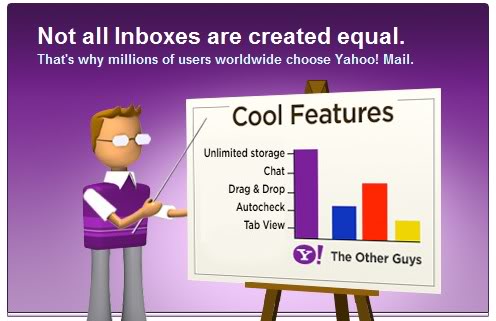 Not all Inboxes are created equal.
That's why millions of users worldwide choose Yahoo! Mail.
Cool Features
Unlimited storage
Chat
Drag & Drop
Autocheck
Tab View
Y! The Other Guys